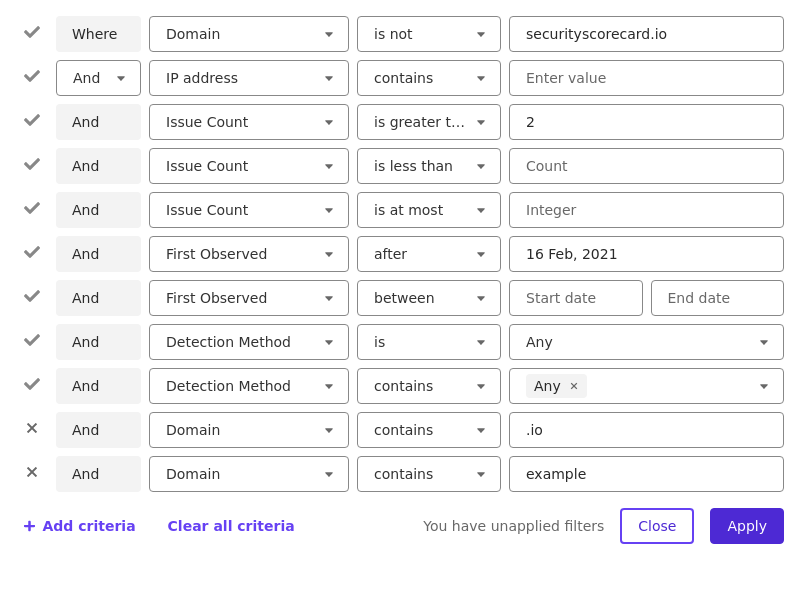 Where Domain is not securityscorecard.io
And IP address contains Enter value
And Issue Count is greater t... 2
And Issue Count is less than Count
And Issue Count is at most Integer
And First Observed after 16 Feb, 2021
And First Observed between Start date End date
And Detection Method is Any
And Detection Method contains Any ×
And Domain contains .io
And Domain contains example
+ Add criteria Clear all criteria You have unapplied filters Close Apply